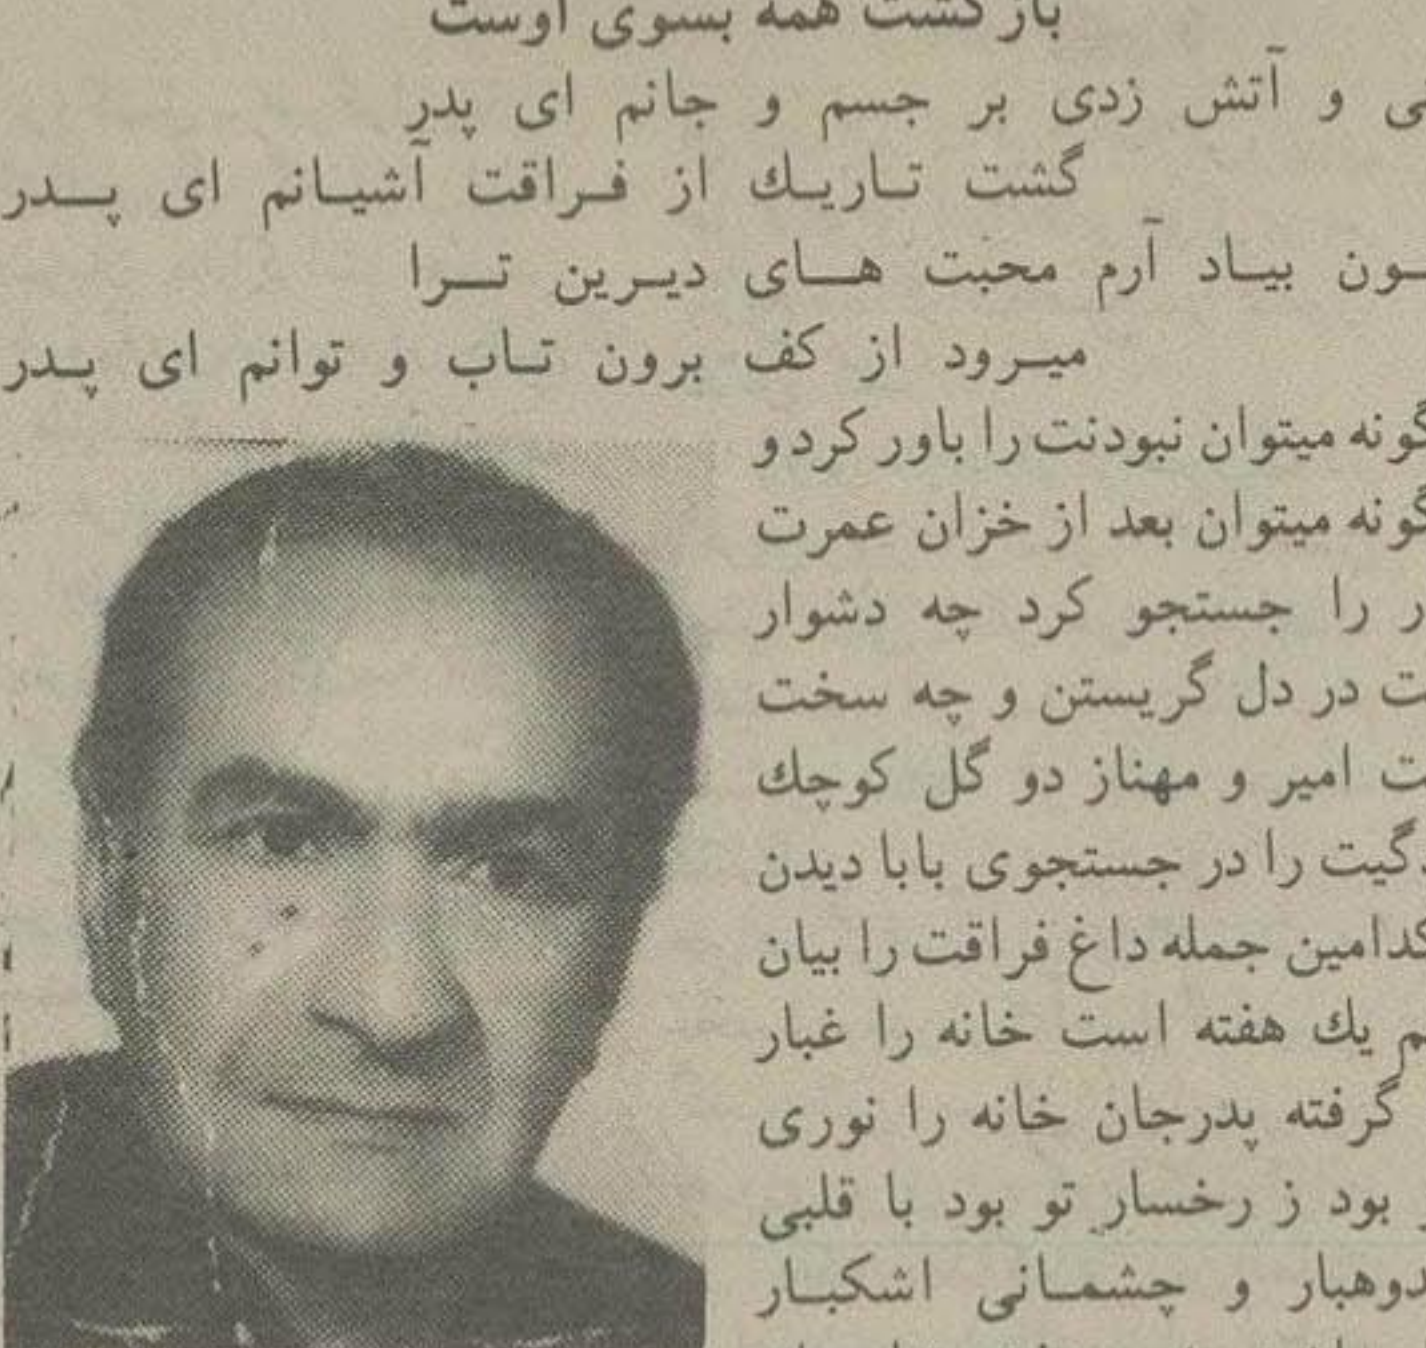 بازگشت همه بسوی اوست
و آتش زدی بر جسم و جانم ای پدر
گشت تاریك از فراقت آشیانم ای پدر
بیاد آرم محبت های دیرین ترا
میرود از کف برون تاب و توانم ای پدر
میتوان نبودنت را باور کرد و
میتوان بعد از خزان عمرت
را جستجو کرد چه دشوار
در دل گریستن و چه سخت
امیر و مهناز دو گل کوچك
را در جستجوی بابا دیدن
کدامین جمله داغ فراقت را بیان
یك هفته است خانه را غبار
گرفته پدرجان خانه را نوری
بود ز رخسار تو بود با قلبی
و چشمانی اشکبار